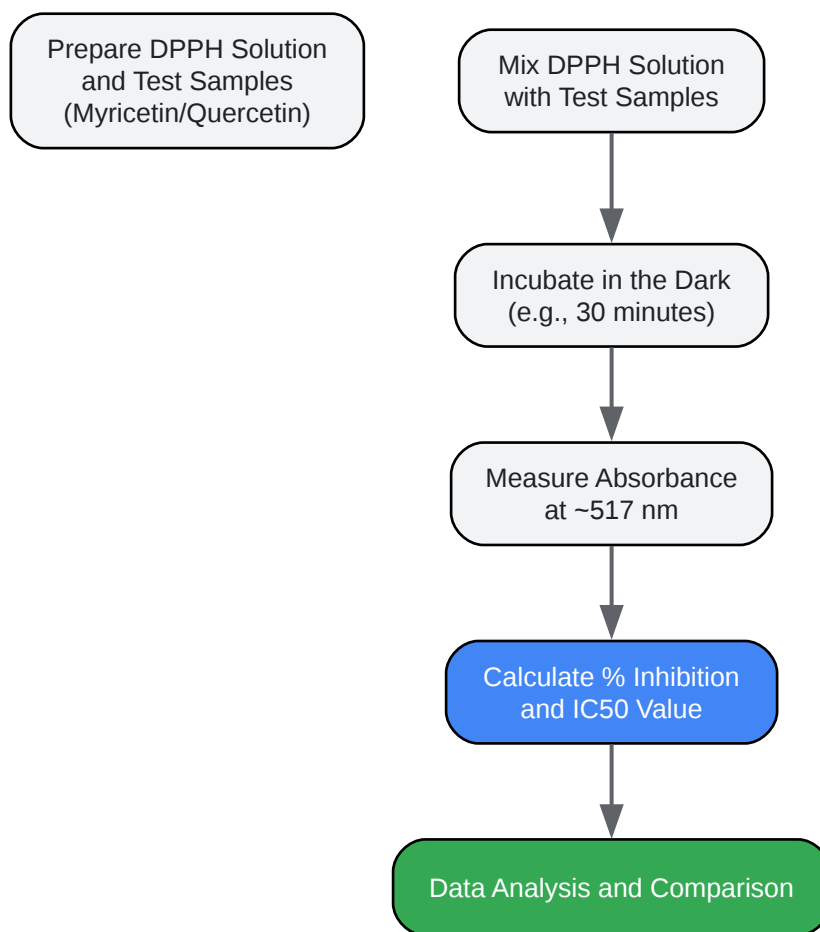 Prepare DPPH Solution
and Test Samples
(Myricetin/Quercetin)
Mix DPPH Solution
with Test Samples
Incubate in the Dark
(e.g., 30 minutes)
Measure Absorbance
at ~517 nm
Calculate % Inhibition
and IC50 Value
Data Analysis and Comparison